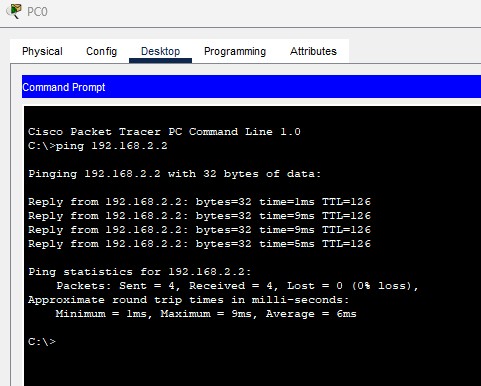 PC0
Physical Config Desktop Programming Attributes
Command Prompt
Cisco Packet Tracer PC Command Line 1.0
C:\>ping 192.168.2.2
Pinging 192.168.2.2 with 32 bytes of data:
Reply from 192.168.2.2: bytes=32 time=1ms TTL=126
Reply from 192.168.2.2: bytes=32 time=9ms TTL=126
Reply from 192.168.2.2: bytes=32 time=9ms TTL=126
Reply from 192.168.2.2: bytes=32 time=5ms TTL=126
Ping statistics for 192.168.2.2:
Packets: Sent = 4, Received = 4, Lost = 0 (0% loss),
Approximate round trip times in milli-seconds:
Minimum = 1ms, Maximum = 9ms, Average = 6ms
C:\>